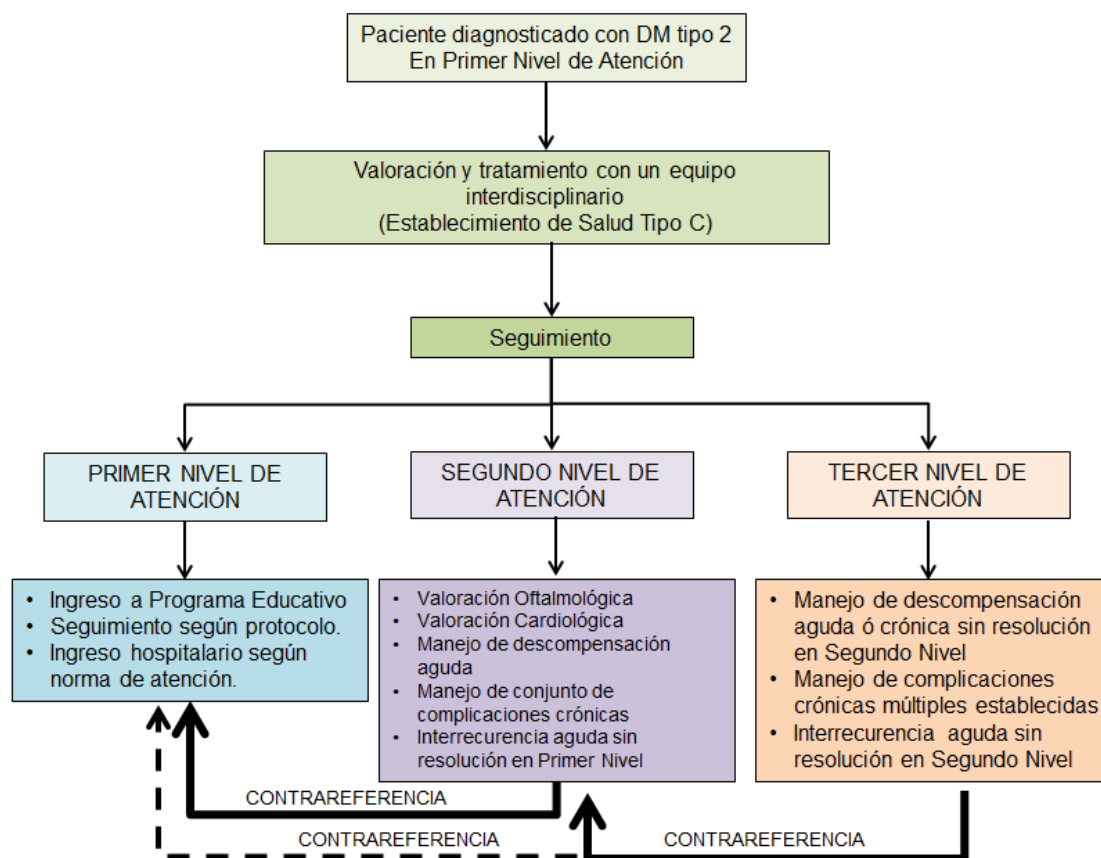 Paciente diagnosticado con DM tipo 2
En Primer Nivel de Atención
Valoración y tratamiento con un equipo
interdisciplinario
(Establecimiento de Salud Tipo C)
Seguimiento
PRIMER NIVEL DE
ATENCIÓN
SEGUNDO NIVEL DE
ATENCIÓN
TERCER NIVEL DE
ATENCIÓN
• Ingreso a Programa Educativo
• Seguimiento según protocolo.
• Ingreso hospitalario según
norma de atención.
• Valoración Oftalmológica
• Valoración Cardiológica
• Manejo de descompensación
aguda
• Manejo de conjunto de
complicaciones crónicas
• Interrecurencia aguda sin
resolución en Primer Nivel
• Manejo de descompensación
aguda ó crónica sin resolución
en Segundo Nivel
• Manejo de complicaciones
crónicas múltiples establecidas
• Interrecurencia aguda sin
resolución en Segundo Nivel
CONTRAREFERENCIA
CONTRAREFERENCIA
CONTRAREFERENCIA